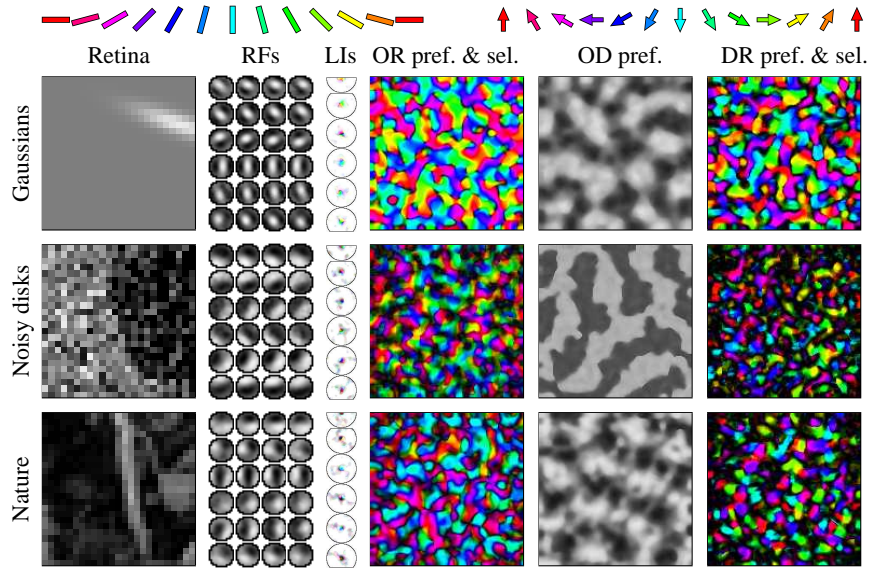 Retina RFs LIs OR pref. & sel. OD pref. DR pref. & sel.
Gaussians
Noisy disks
Nature